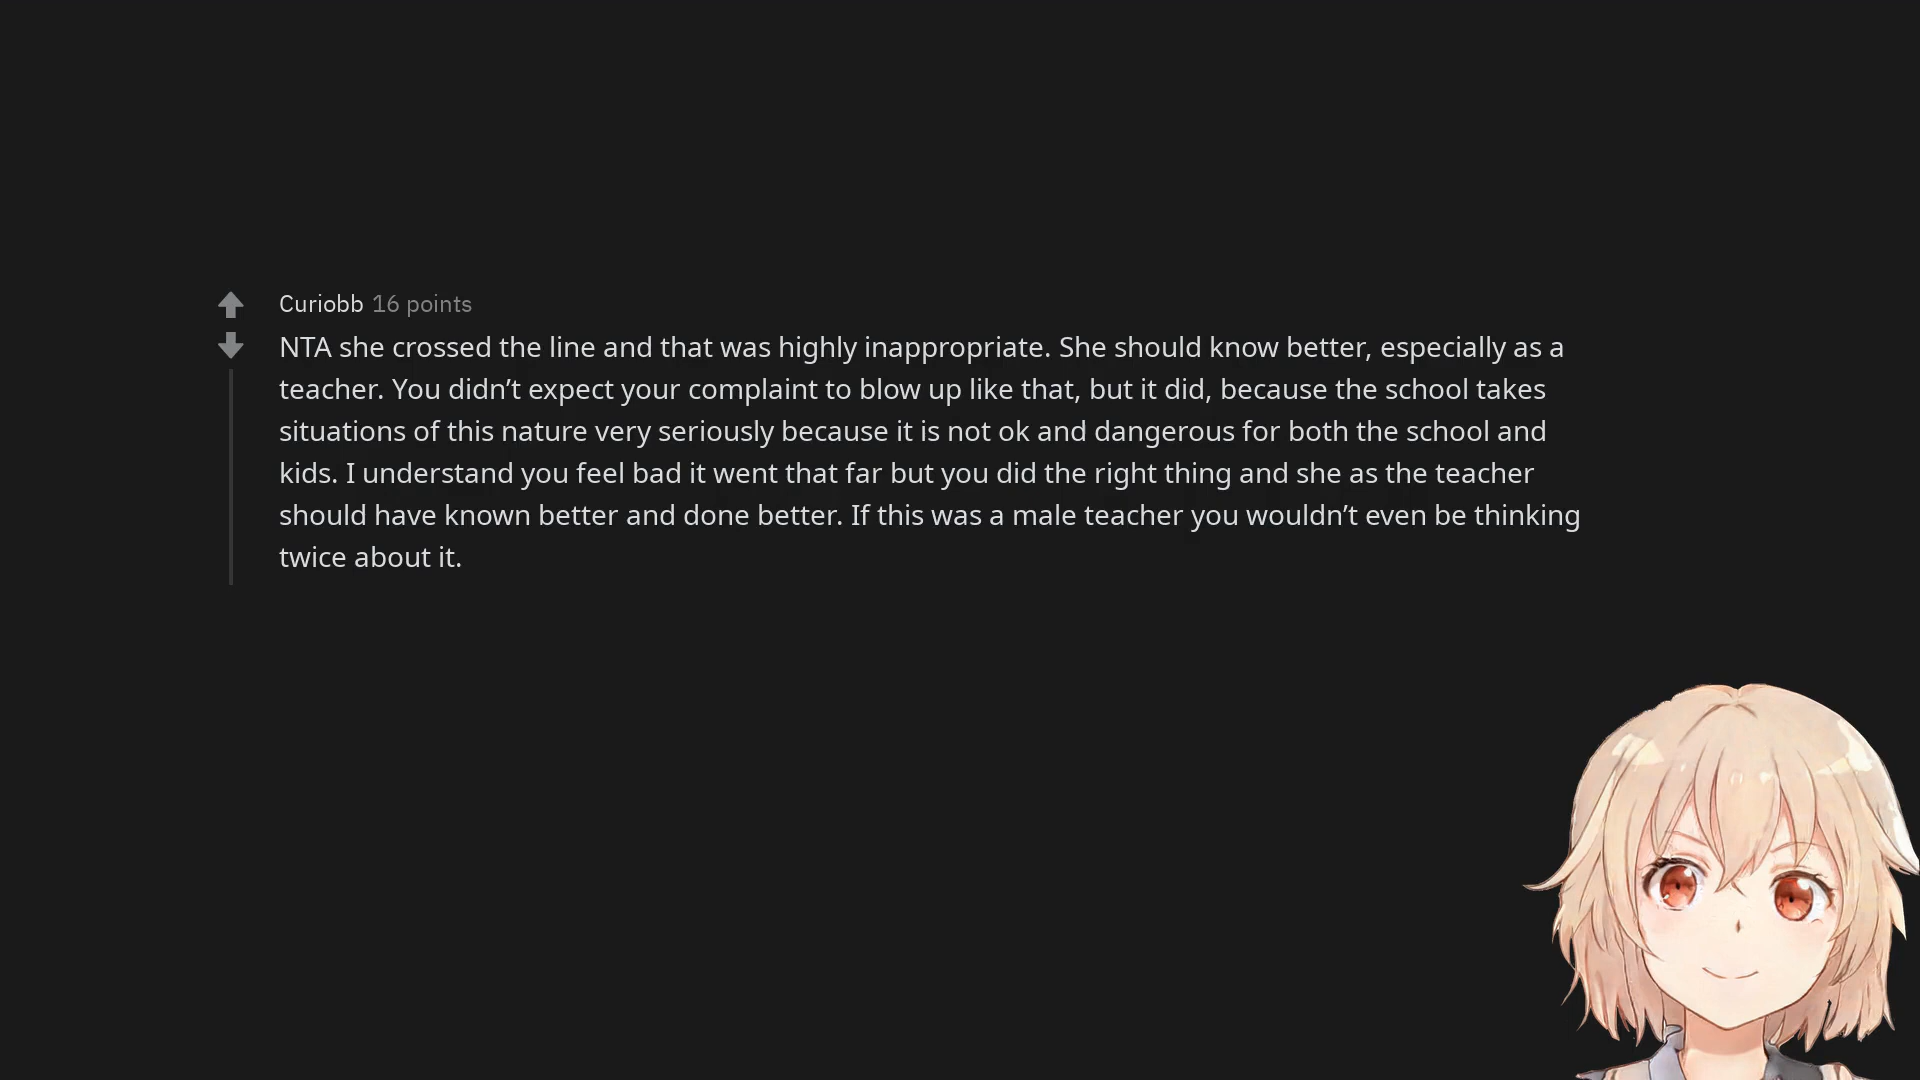 Curiobb 16 points
NTA she crossed the line and that was highly inappropriate. She should know better, especially as a
teacher. You didn’t expect your complaint to blow up like that, but it did, because the school takes
situations of this nature very seriously because it is not ok and dangerous for both the school and
kids. I understand you feel bad it went that far but you did the right thing and she as the teacher
should have known better and done better. If this was a male teacher you wouldn’t even be thinking
twice about it.